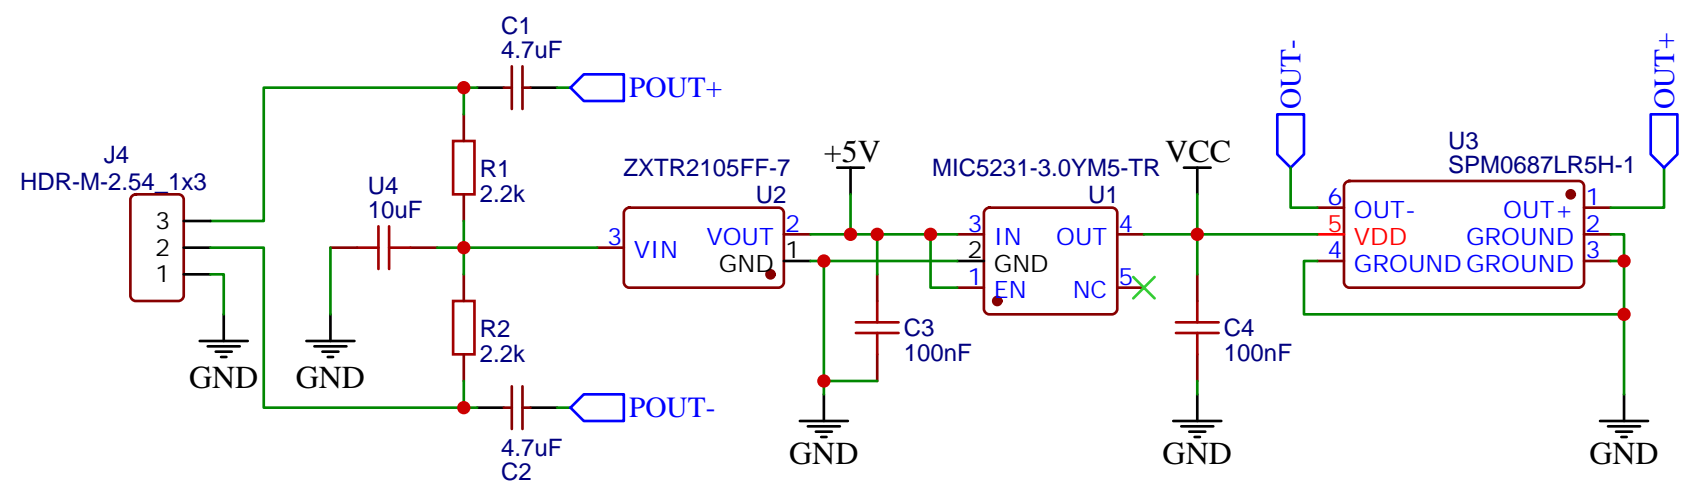 C1
4.7uF
POUT+
J4
HDR-M-2.54_1x3
3
2
1
GND
U4
10uF
GND
R1
2.2k
R2
2.2k
4.7uF
C2
POUT-
ZXTR2105FF-7
U2
3
VIN
VOUT
2
GND
1
+5V
C3
100nF
GND
MIC5231-3.0YM5-TR
U1
3
IN
OUT
4
2
GND
1
EN
NC
5
VCC
C4
100nF
GND
OUT-
OUT+
U3
SPM0687LR5H-1
6
OUT-
OUT+
1
5
VDD
GROUND
2
4
GROUND
GROUND
3
GND